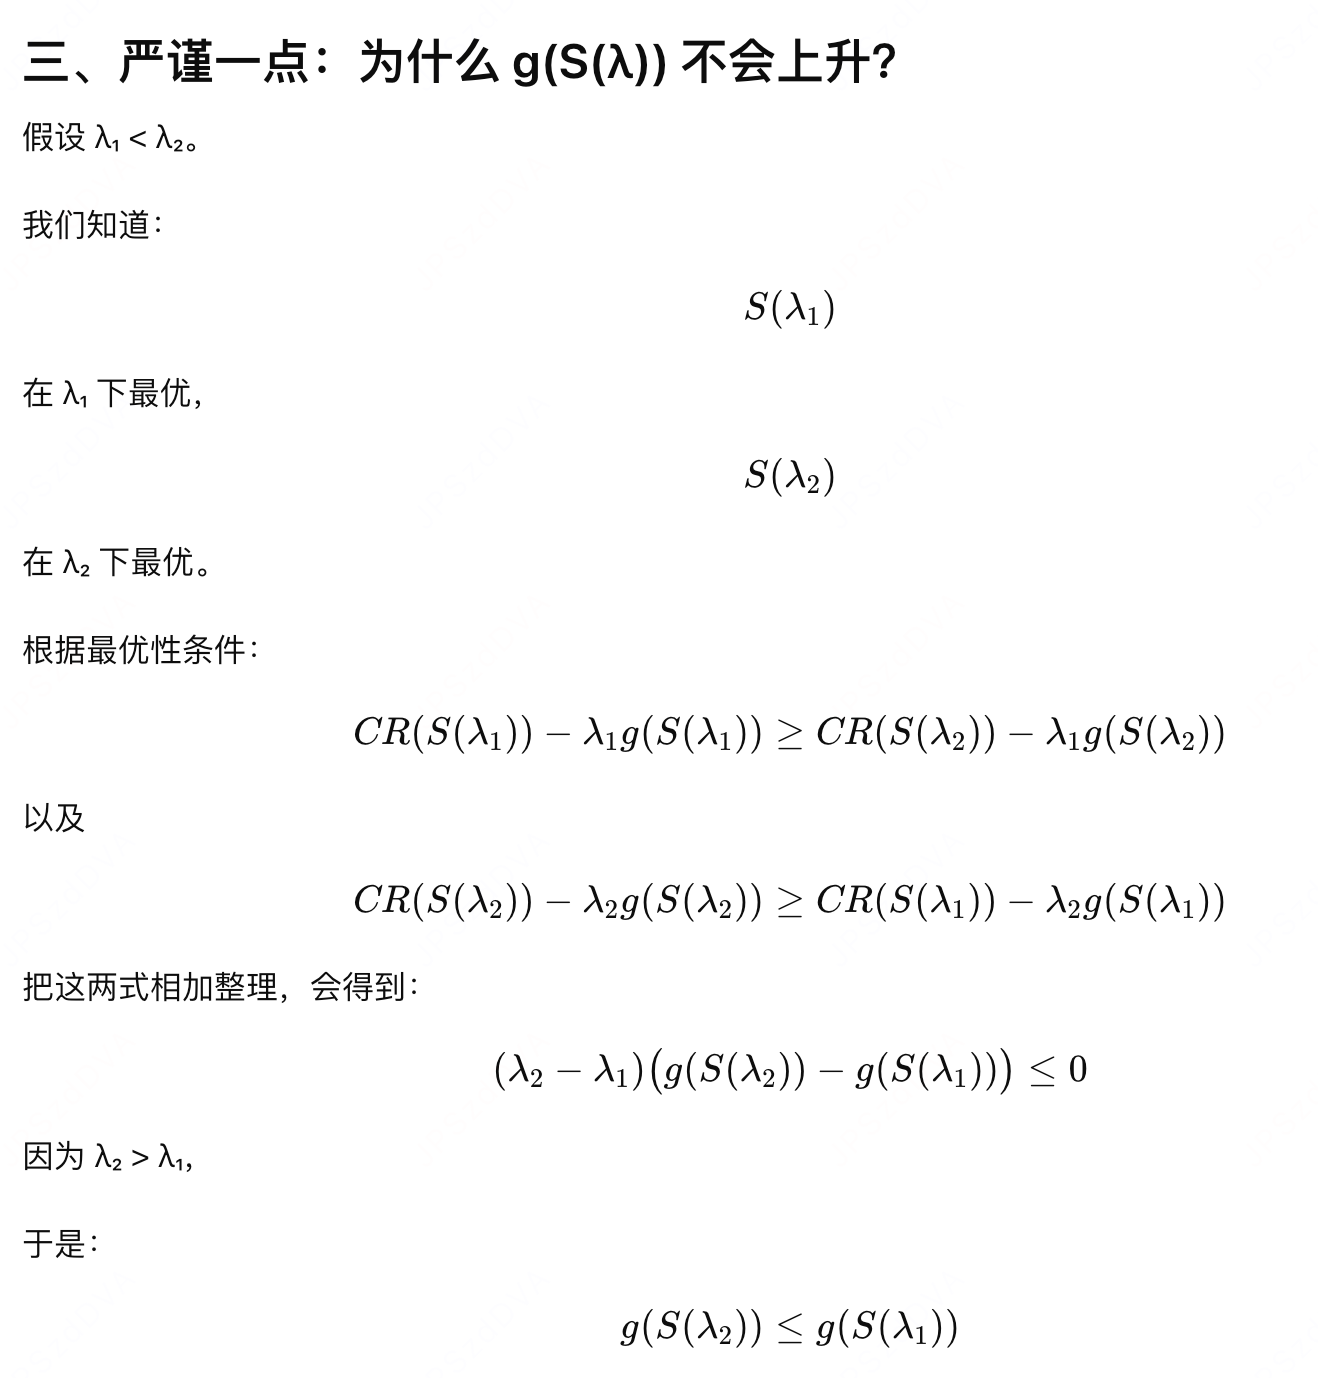 三、严谨一点：为什么 g(S(λ)) 不会上升？
假设 λ₁ < λ₂。
我们知道：
S(λ₁)
在 λ₁ 下最优，
S(λ₂)
在 λ₂ 下最优。
根据最优性条件：
CR(S(λ₁)) − λ₁g(S(λ₁)) ≥ CR(S(λ₂)) − λ₁g(S(λ₂))
以及
CR(S(λ₂)) − λ₂g(S(λ₂)) ≥ CR(S(λ₁)) − λ₂g(S(λ₁))
把这两式相加整理，会得到：
(λ₂ − λ₁)(g(S(λ₂)) − g(S(λ₁))) ≤ 0
因为 λ₂ > λ₁，
于是：
g(S(λ₂)) ≤ g(S(λ₁))